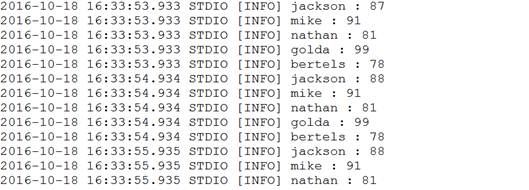 2016-10-18 16:33:53.933 STDIO [INFO] jackson : 87
2016-10-18 16:33:53.933 STDIO [INFO] mike : 91
2016-10-18 16:33:53.933 STDIO [INFO] nathan : 81
2016-10-18 16:33:53.933 STDIO [INFO] golda : 99
2016-10-18 16:33:53.933 STDIO [INFO] bertels : 78
2016-10-18 16:33:54.934 STDIO [INFO] jackson : 88
2016-10-18 16:33:54.934 STDIO [INFO] mike : 91
2016-10-18 16:33:54.934 STDIO [INFO] nathan : 81
2016-10-18 16:33:54.934 STDIO [INFO] golda : 99
2016-10-18 16:33:54.934 STDIO [INFO] bertels : 78
2016-10-18 16:33:55.935 STDIO [INFO] jackson : 88
2016-10-18 16:33:55.935 STDIO [INFO] mike : 91
2016-10-18 16:33:55.935 STDIO [INFO] nathan : 81